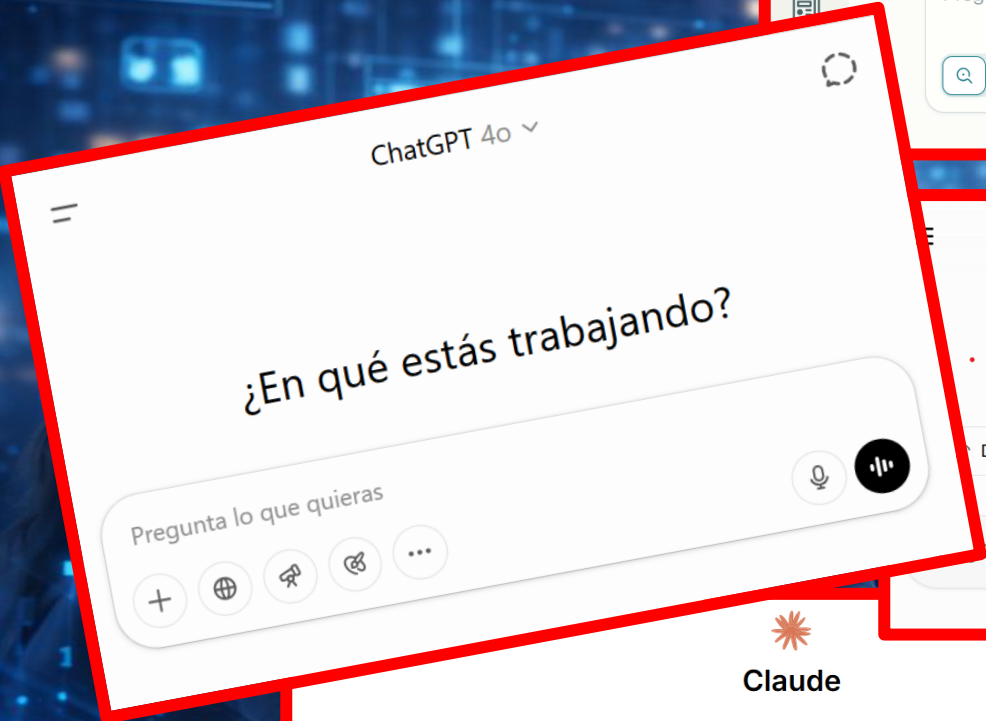 ChatGPT 4o
¿En qué estás trabajando?
Pregunta lo que quieras
Claude